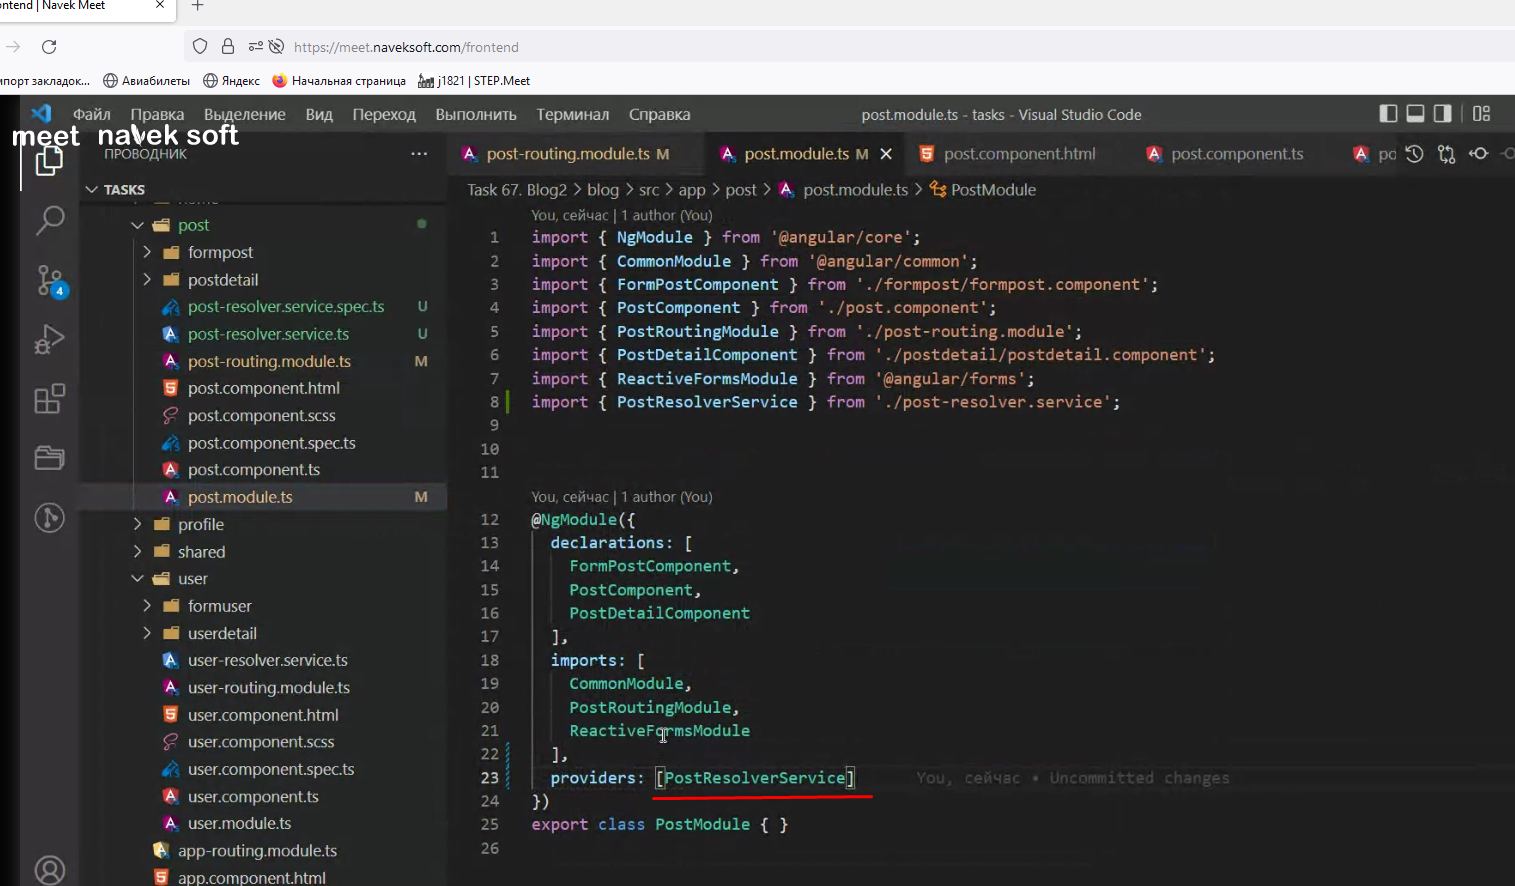 ontend | Navek Meet
https://meet.naveksoft.com/frontend
мпорт закладок... Авиабилеты Яндекс Начальная страница j1821 | STEP.Meet
Файл Правка Выделение Вид Переход Выполнить Терминал Справка post.module.ts - tasks - Visual Studio Code
meet navek soft
ПРОВОДНИК ...
post-routing.module.ts M post.module.ts M post.component.html post.component.ts po
TASKS
Task 67. Blog2 > blog > src > app > post > post.module.ts > PostModule
post
formpost
postdetail
post-resolver.service.spec.ts U
post-resolver.service.ts U
post-routing.module.ts M
post.component.html
post.component.scss
post.component.spec.ts
post.component.ts
post.module.ts M
profile
shared
user
formuser
userdetail
user-resolver.service.ts
user-routing.module.ts
user.component.html
user.component.scss
user.component.spec.ts
user.component.ts
user.module.ts
app-routing.module.ts
app.component.html
4
You, сейчас | 1 author (You)
1 import { NgModule } from '@angular/core';
2 import { CommonModule } from '@angular/common';
3 import { FormPostComponent } from './formpost/formpost.component';
4 import { PostComponent } from './post.component';
5 import { PostRoutingModule } from './post-routing.module';
6 import { PostDetailComponent } from './postdetail/postdetail.component';
7 import { ReactiveFormsModule } from '@angular/forms';
8 import { PostResolverService } from './post-resolver.service';
9
10
11
You, сейчас | 1 author (You)
12 @NgModule({
13 declarations: [
14 FormPostComponent,
15 PostComponent,
16 PostDetailComponent
17 ],
18 imports: [
19 CommonModule,
20 PostRoutingModule,
21 ReactiveFormsModule
22 ],
23 providers: [PostResolverService] You, сейчас • Uncommitted changes
24 })
25 export class PostModule { }
26